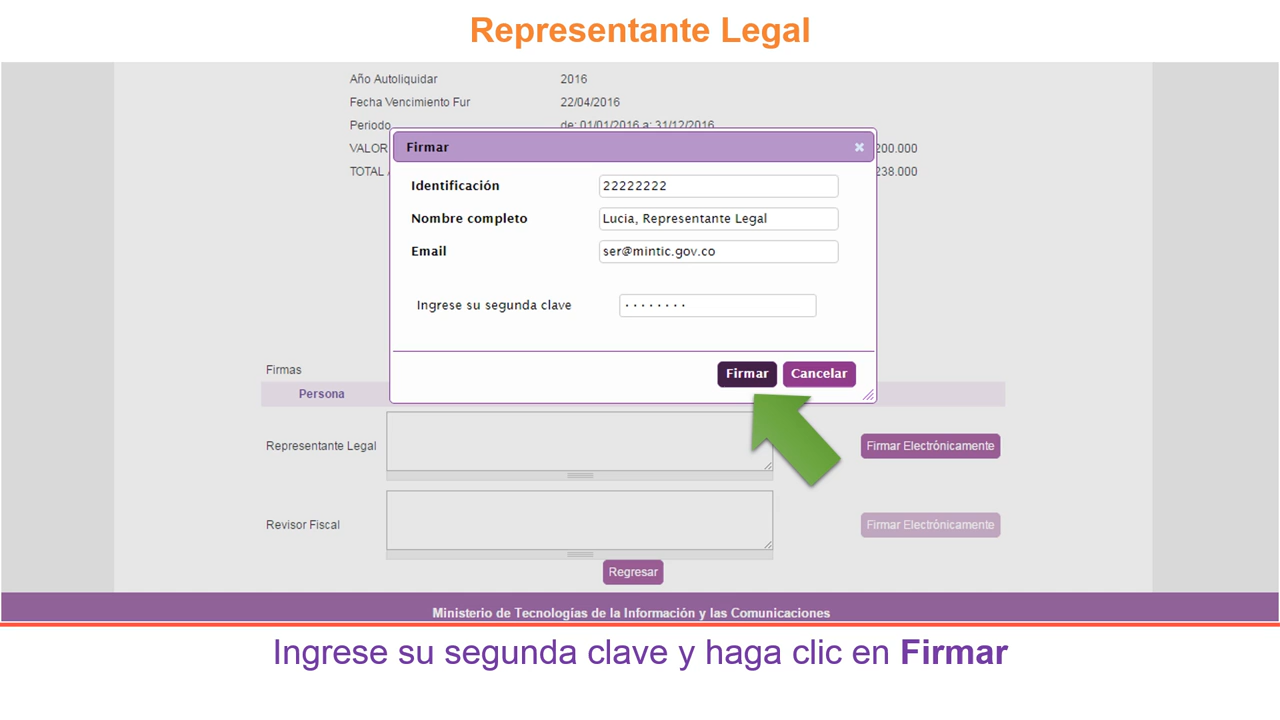 Representante Legal
Año Autoliquidar 2016
Fecha Vencimiento Fur 22/04/2016
Periodo de: 01/01/2016 a: 31/12/2016
VALOR 200.000
TOTAL 238.000
Firmar
Identificación 22222222
Nombre completo Lucia, Representante Legal
Email ser@mintic.gov.co
Ingrese su segunda clave ········
Firmar Cancelar
Firmas
Persona
Representante Legal Firmar Electrónicamente
Revisor Fiscal Firmar Electrónicamente
Regresar
Ministerio de Tecnologias de la Información y las Comunicaciones
Ingrese su segunda clave y haga clic en Firmar